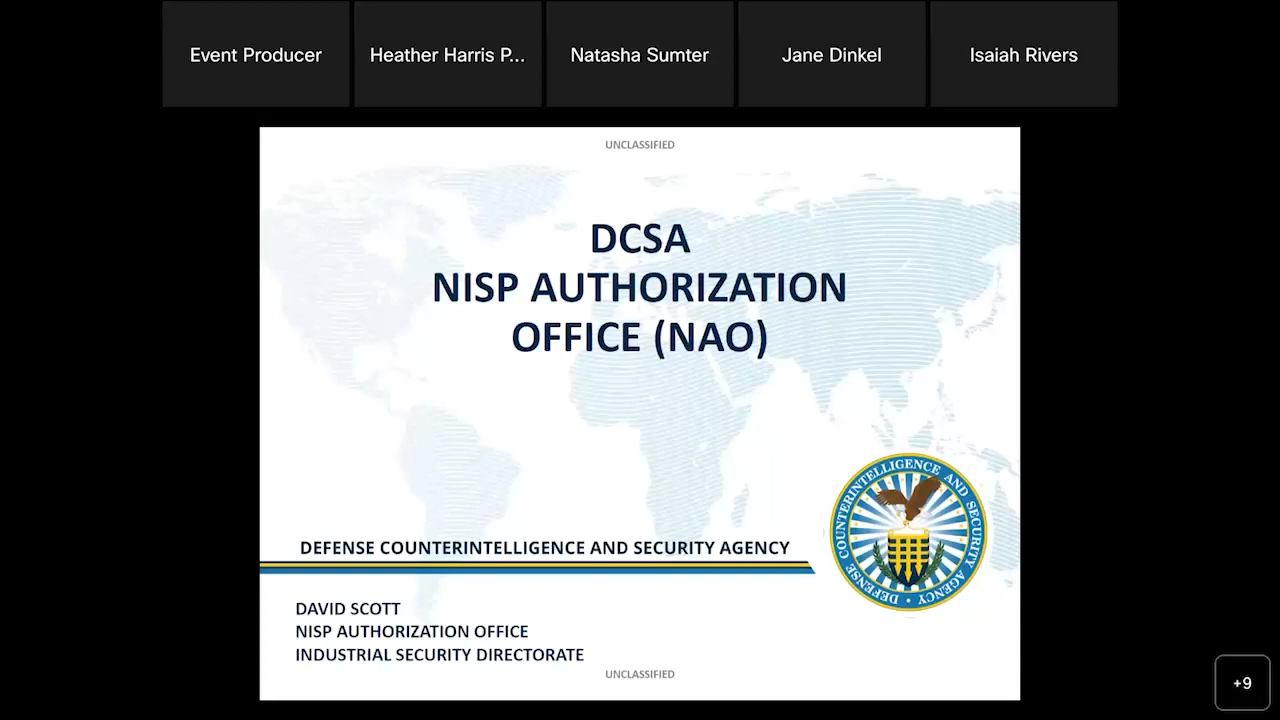 Event Producer
Heather Harris P...
Natasha Sumter
Jane Dinkel
Isaiah Rivers
UNCLASSIFIED
DCSA
NISP AUTHORIZATION
OFFICE (NAO)
DEFENSE COUNTERINTELLIGENCE AND SECURITY AGENCY
DEFENSE COUNTERINTELLIGENCE AND SECURITY AGENCY •
DAVID SCOTT
NISP AUTHORIZATION OFFICE
INDUSTRIAL SECURITY DIRECTORATE
UNCLASSIFIED
+9